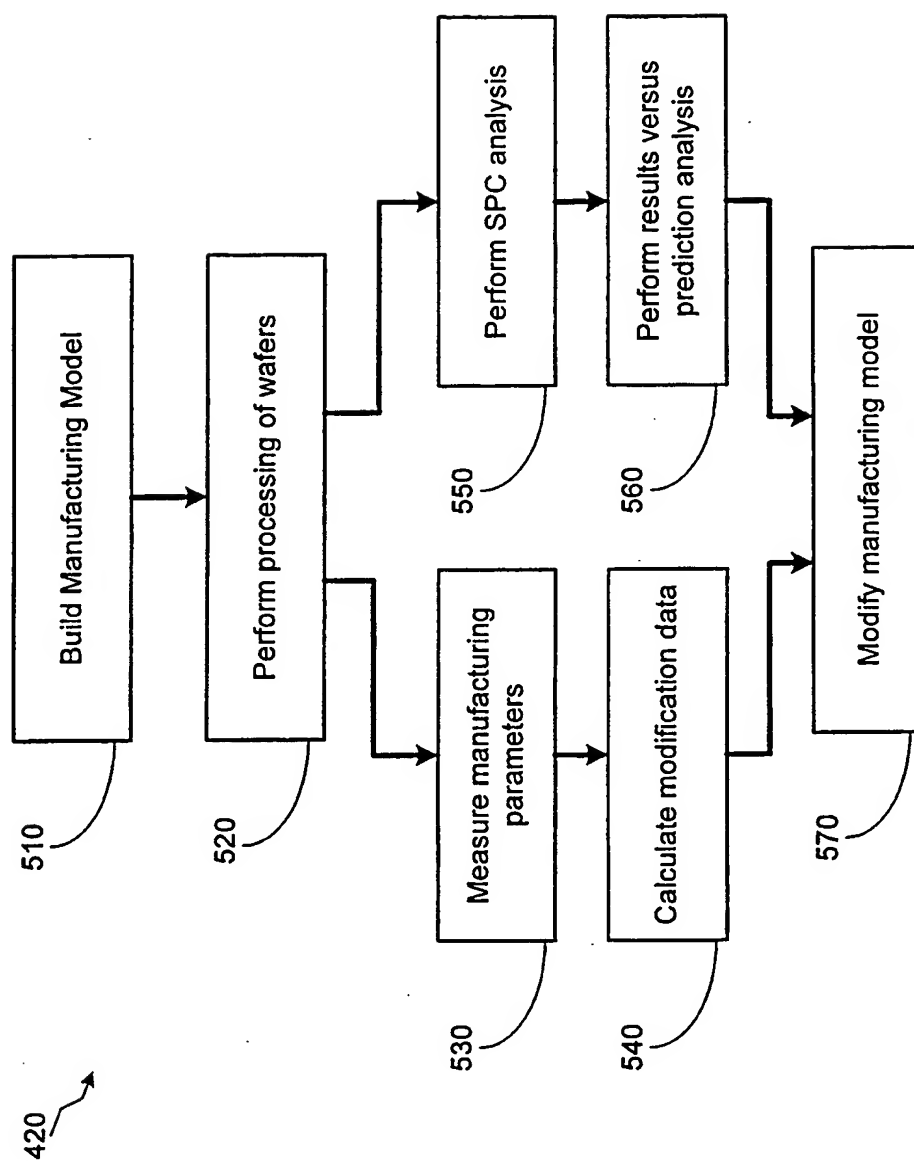 420
510
Build Manufacturing Model
520
Perform processing of wafers
530
Measure manufacturing
parameters
550
Perform SPC analysis
540
Calculate modification data
560
Perform results versus
prediction analysis
570
Modify manufacturing model